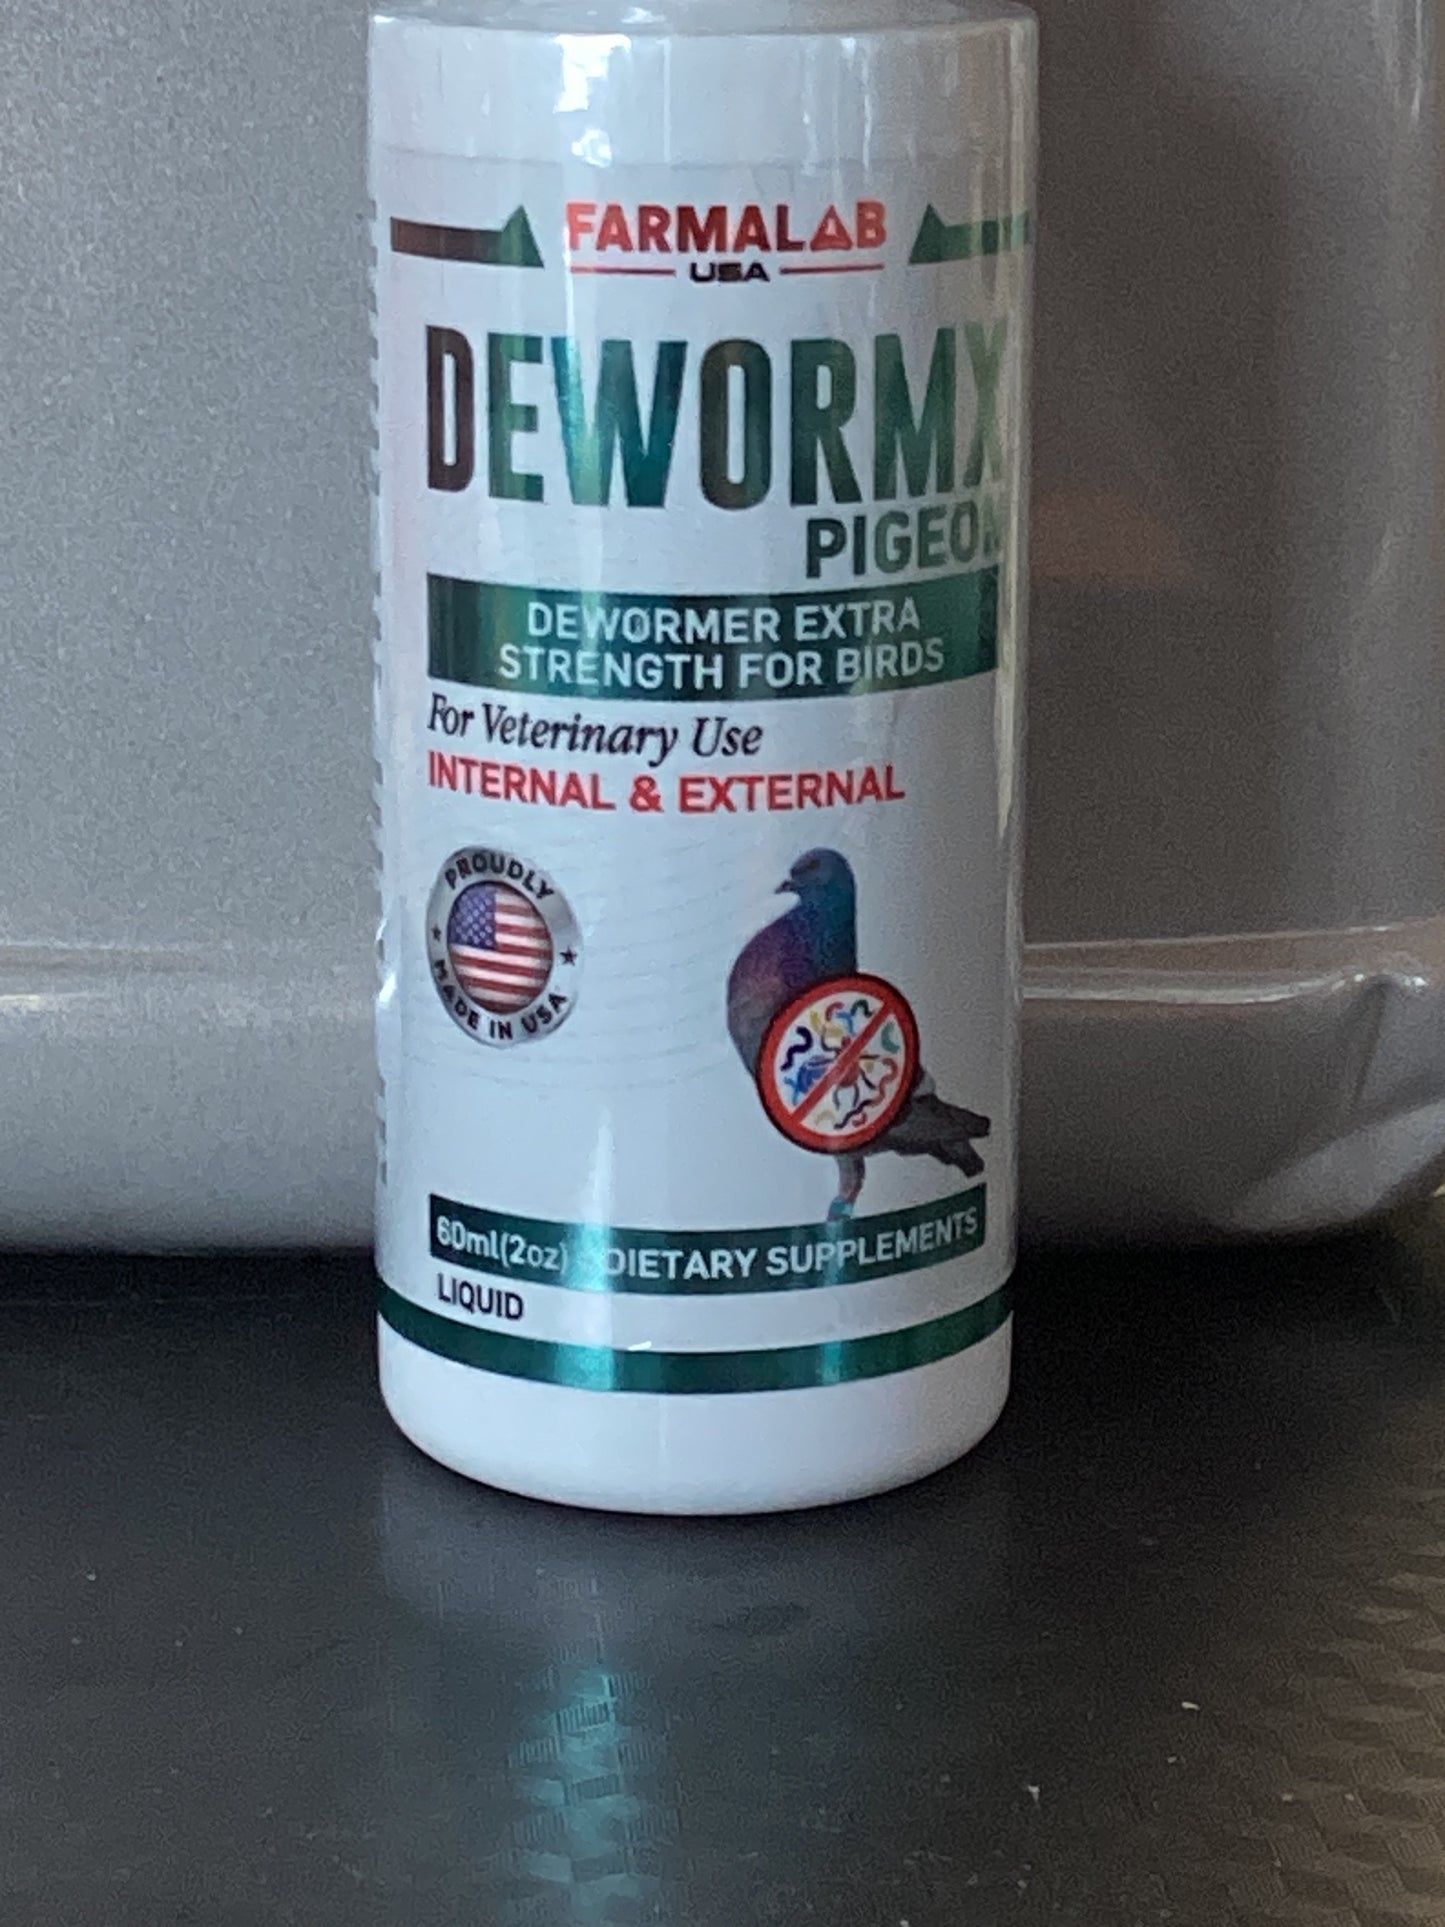 FARMALAB
USA
DEWORMX
PIGEON
DEWORMER EXTRA
STRENGTH FOR BIRDS
For Veterinary Use
INTERNAL & EXTERNAL
PROUDLY
MADE IN USA
60ml(2oz) DIETARY SUPPLEMENTS
LIQUID